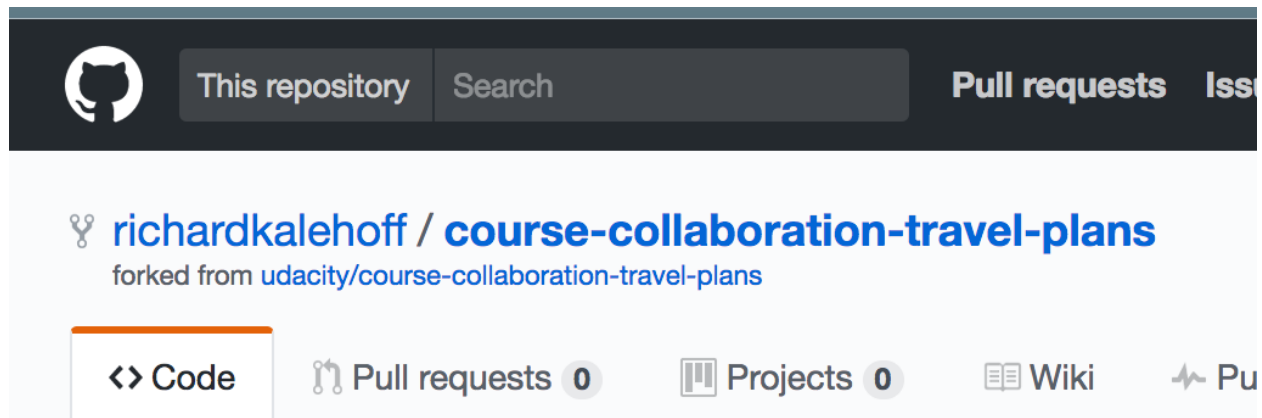 This repository Search Pull requests
richardkalehoff / course-collaboration-travel-plans
forked from udacity/course-collaboration-travel-plans
<> Code Pull requests 0 Projects 0 Wiki